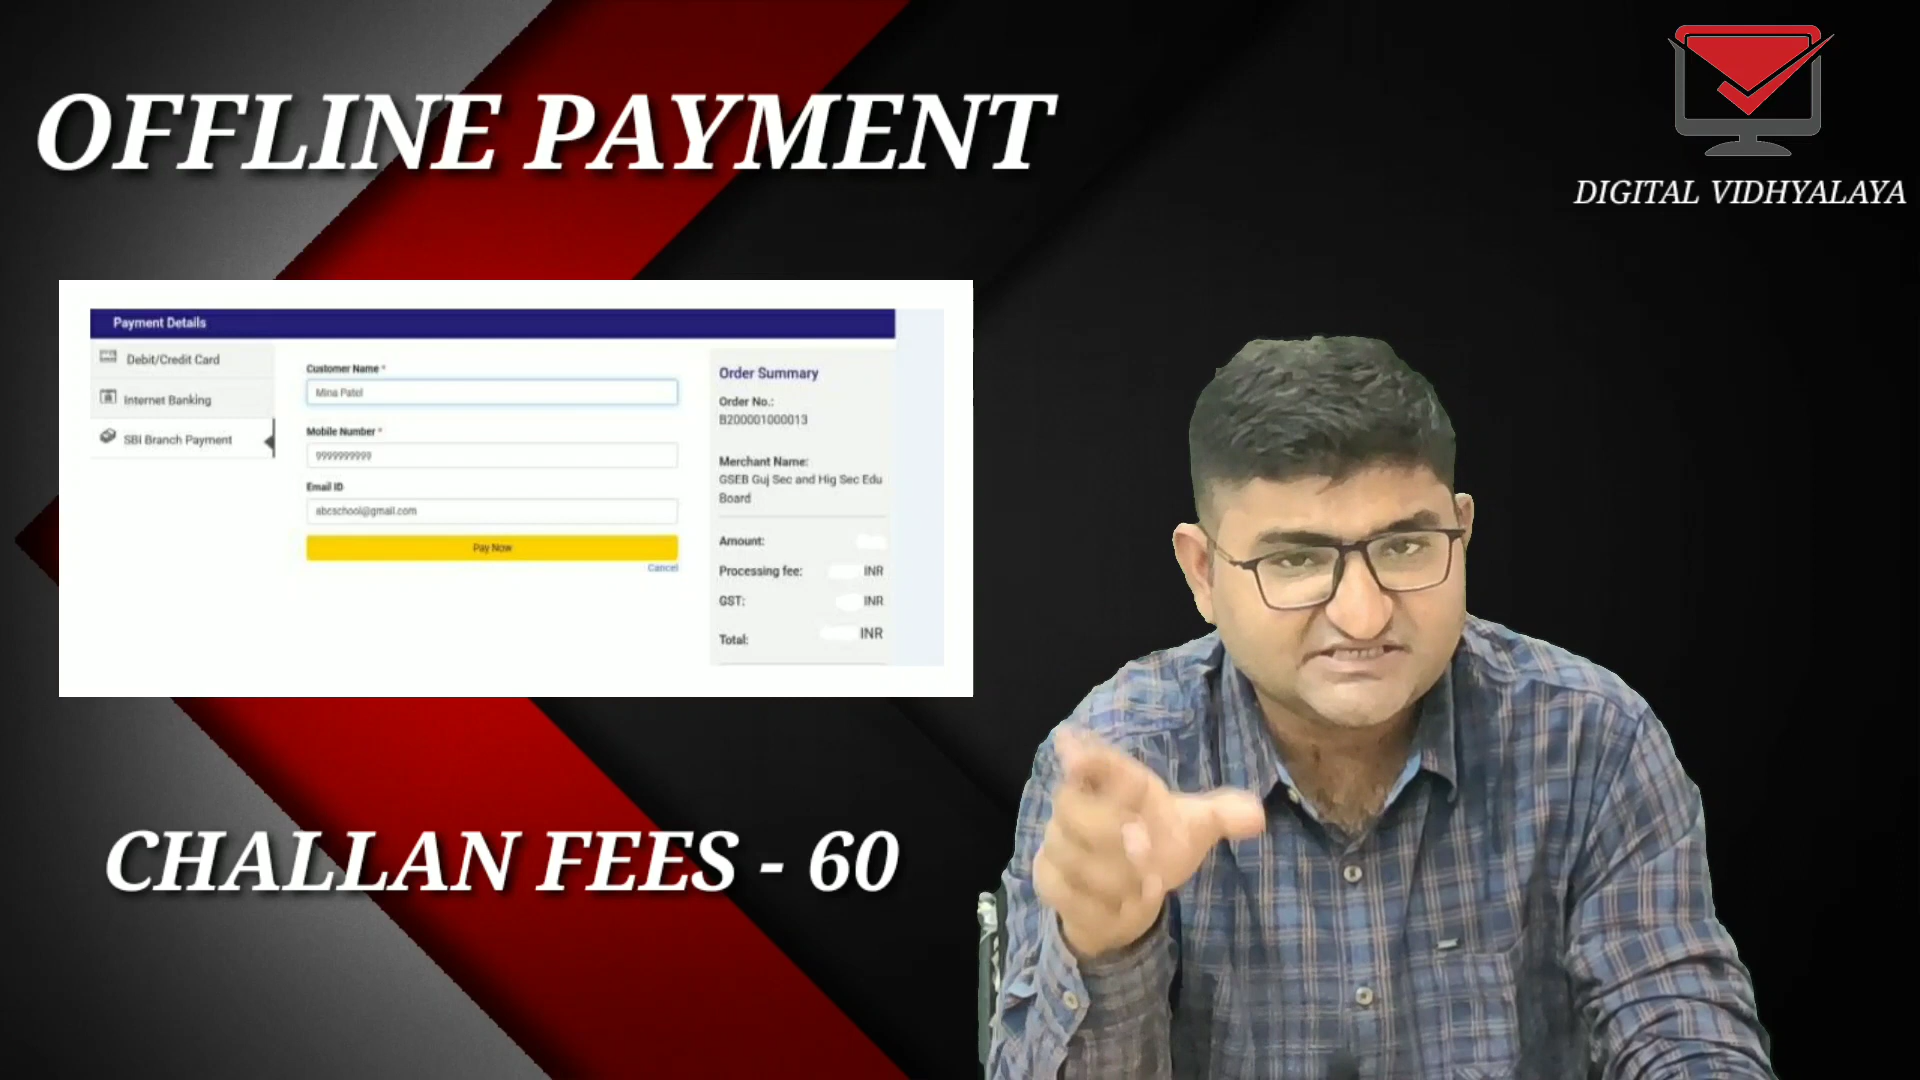 OFFLINE PAYMENT
DIGITAL VIDHYALAYA
Payment Details
Debit/Credit Card
Internet Banking
SBI Branch Payment
Customer Name *
Mina Patel
Mobile Number *
9999999999
Email ID
abcschool@gmail.com
Pay Now
Cancel
Order Summary
Order No.:
B200001000013
Merchant Name:
GSEB Guj Sec and Hig Sec Edu
Board
Amount:
Processing fee: INR
GST: INR
Total: INR
CHALLAN FEES - 60